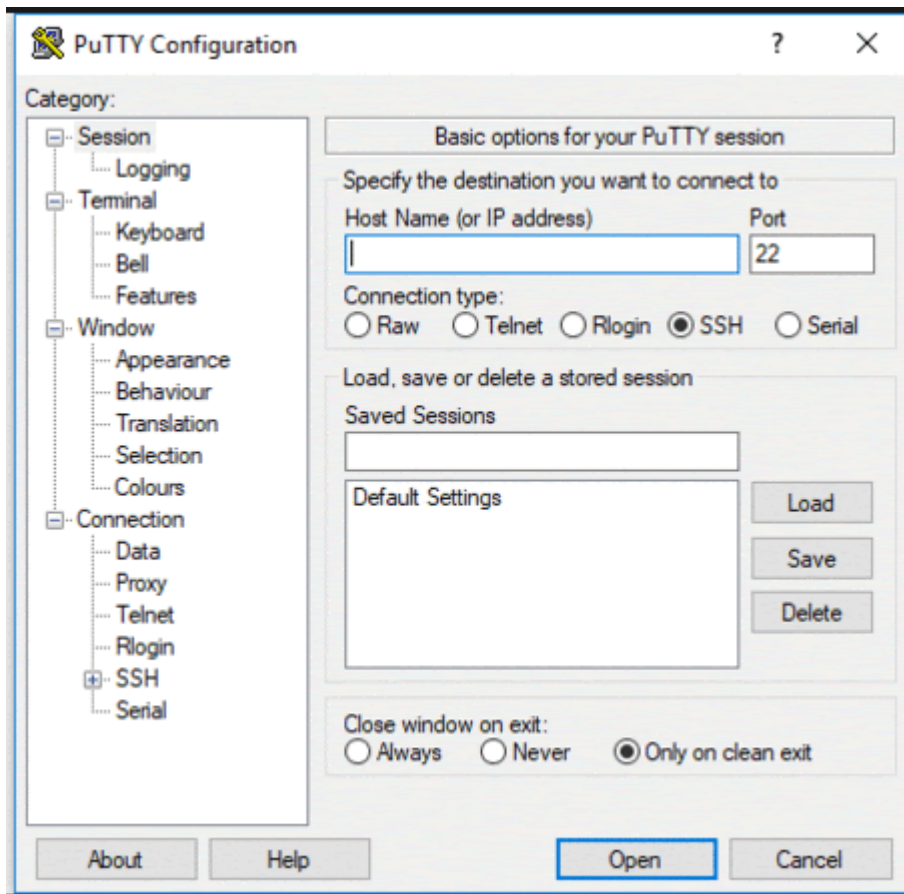 PuTTY Configuration
?
Category:
Session
Logging
Terminal
Keyboard
Bell
Features
Window
Appearance
Behaviour
Translation
Selection
Colours
Connection
Data
Proxy
Telnet
Rlogin
SSH
Serial
Basic options for your PuTTY session
Specify the destination you want to connect to
Host Name (or IP address) Port
22
Connection type:
Raw Telnet Rlogin SSH Serial
Load, save or delete a stored session
Saved Sessions
Default Settings
Load
Save
Delete
Close window on exit:
Always Never Only on clean exit
About Help Open Cancel